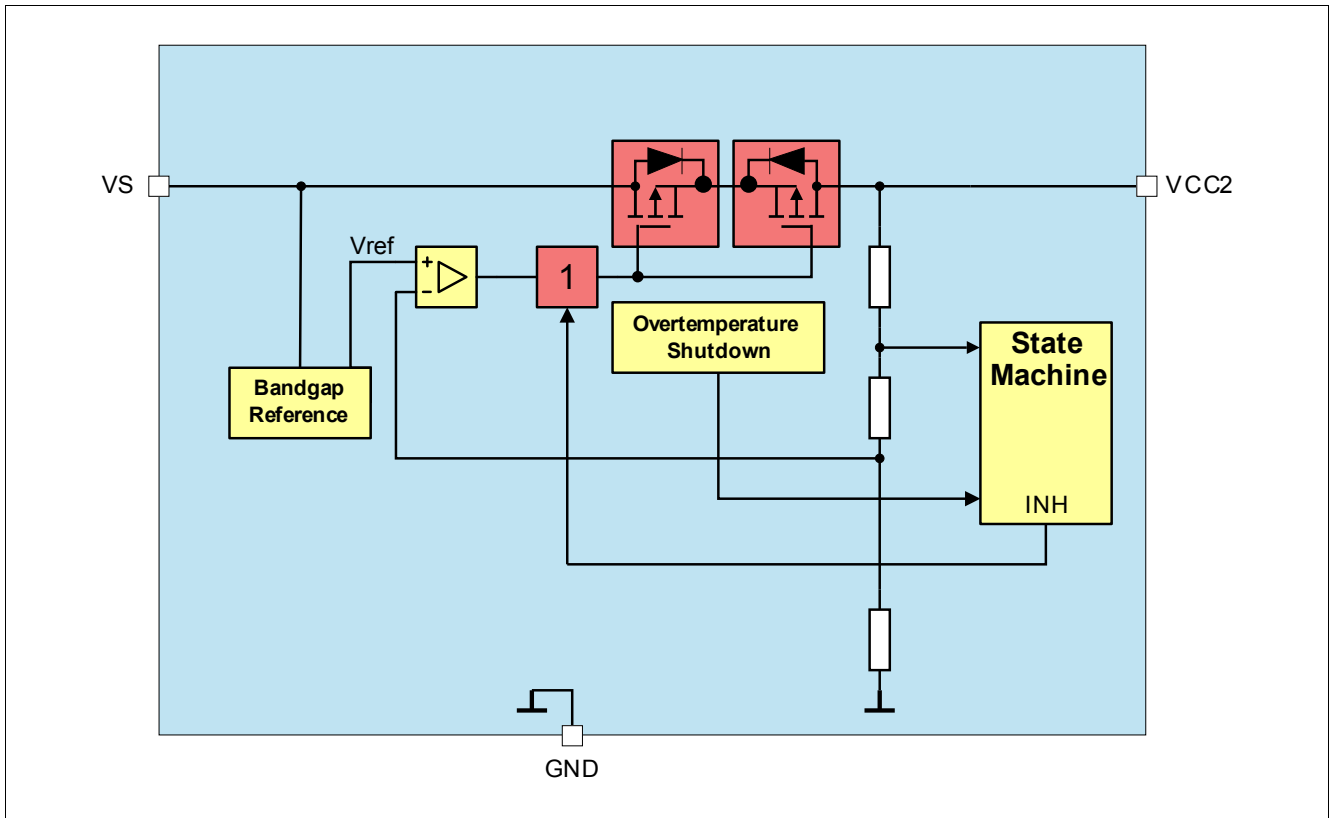 VS
VCC2
Vref
+
-
1
Overtemperature
Shutdown
State
Machine
Bandgap
Reference
INH
GND